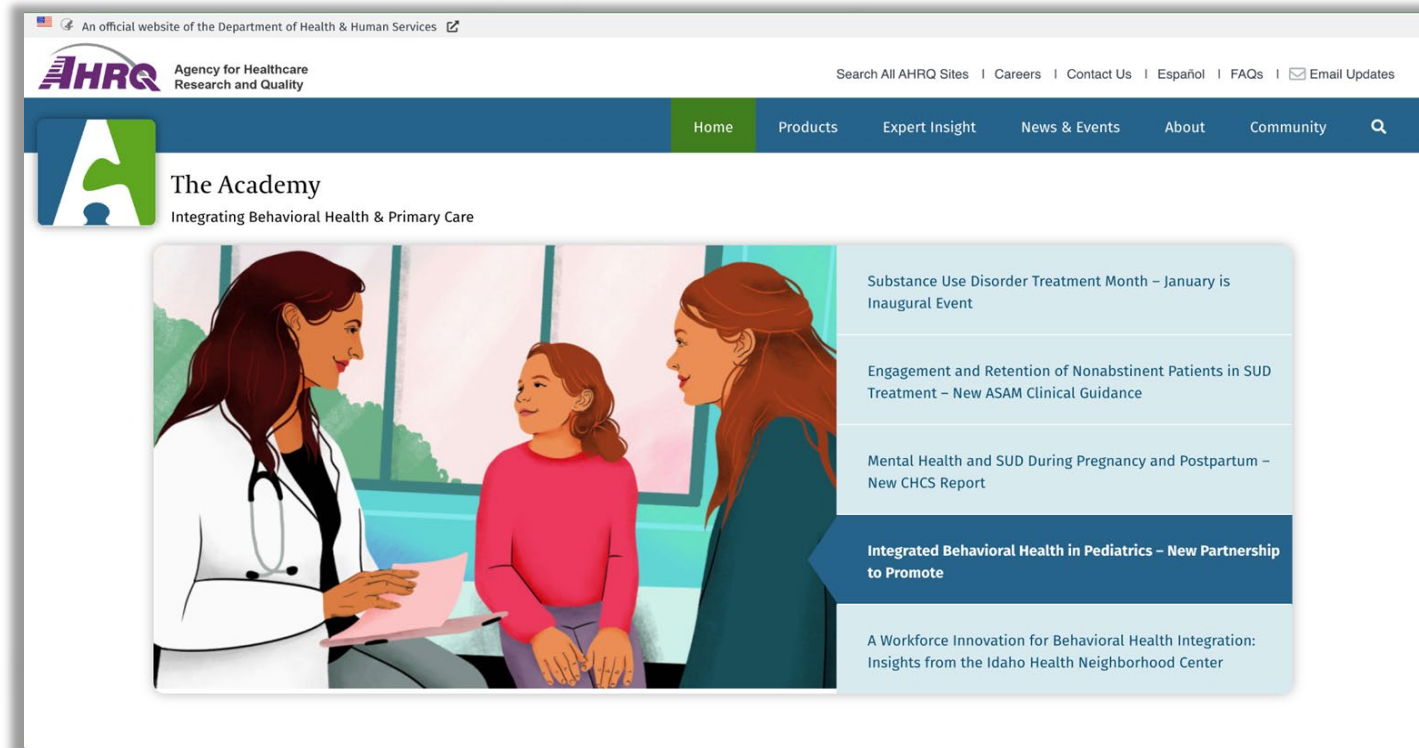 An official website of the Department of Health & Human Services
AHRQ
Agency for Healthcare
Research and Quality
Search All AHRQ Sites | Careers | Contact Us | Español | FAQs | Email Updates
Home Products Expert Insight News & Events About Community
The Academy
Integrating Behavioral Health & Primary Care
Substance Use Disorder Treatment Month – January is
Inaugural Event
Engagement and Retention of Nonabstinent Patients in SUD
Treatment – New ASAM Clinical Guidance
Mental Health and SUD During Pregnancy and Postpartum –
New CHCS Report
Integrated Behavioral Health in Pediatrics – New Partnership
to Promote
A Workforce Innovation for Behavioral Health Integration:
Insights from the Idaho Health Neighborhood Center